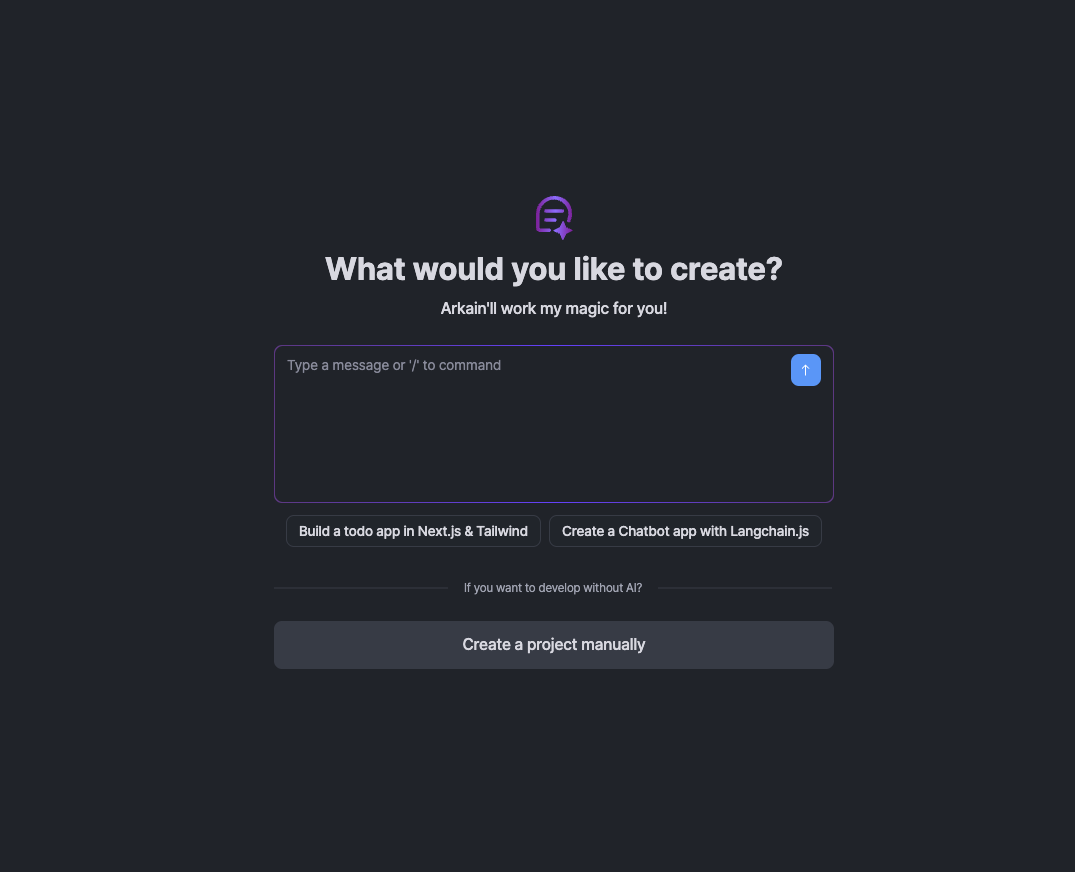 What would you like to create?
Arkain'll work my magic for you!
Type a message or '/' to command
Build a todo app in Next.js & Tailwind
Create a Chatbot app with Langchain.js
If you want to develop without AI?
Create a project manually